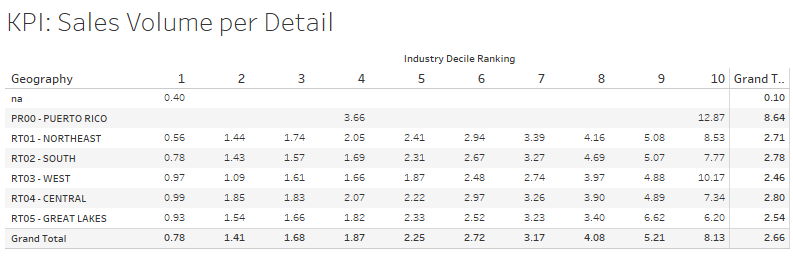 KPI: Sales Volume per Detail
Industry Decile Ranking
Geography 1 2 3 4 5 6 7 8 9 10 Grand T..
na 0.40 0.10
PR00 - PUERTO RICO 3.66 12.87 8.64
RT01 - NORTHEAST 0.56 1.44 1.74 2.05 2.41 2.94 3.39 4.16 5.08 8.53 2.71
RT02 - SOUTH 0.78 1.43 1.57 1.69 2.31 2.67 3.27 4.69 5.07 7.77 2.78
RT03 - WEST 0.97 1.09 1.61 1.66 1.87 2.48 2.74 3.97 4.88 10.17 2.46
RT04 - CENTRAL 0.99 1.85 1.83 2.07 2.22 2.97 3.26 3.90 4.89 7.34 2.80
RT05 - GREAT LAKES 0.93 1.54 1.66 1.82 2.33 2.52 3.23 3.40 6.62 6.20 2.54
Grand Total 0.78 1.41 1.68 1.87 2.25 2.72 3.17 4.08 5.21 8.13 2.66